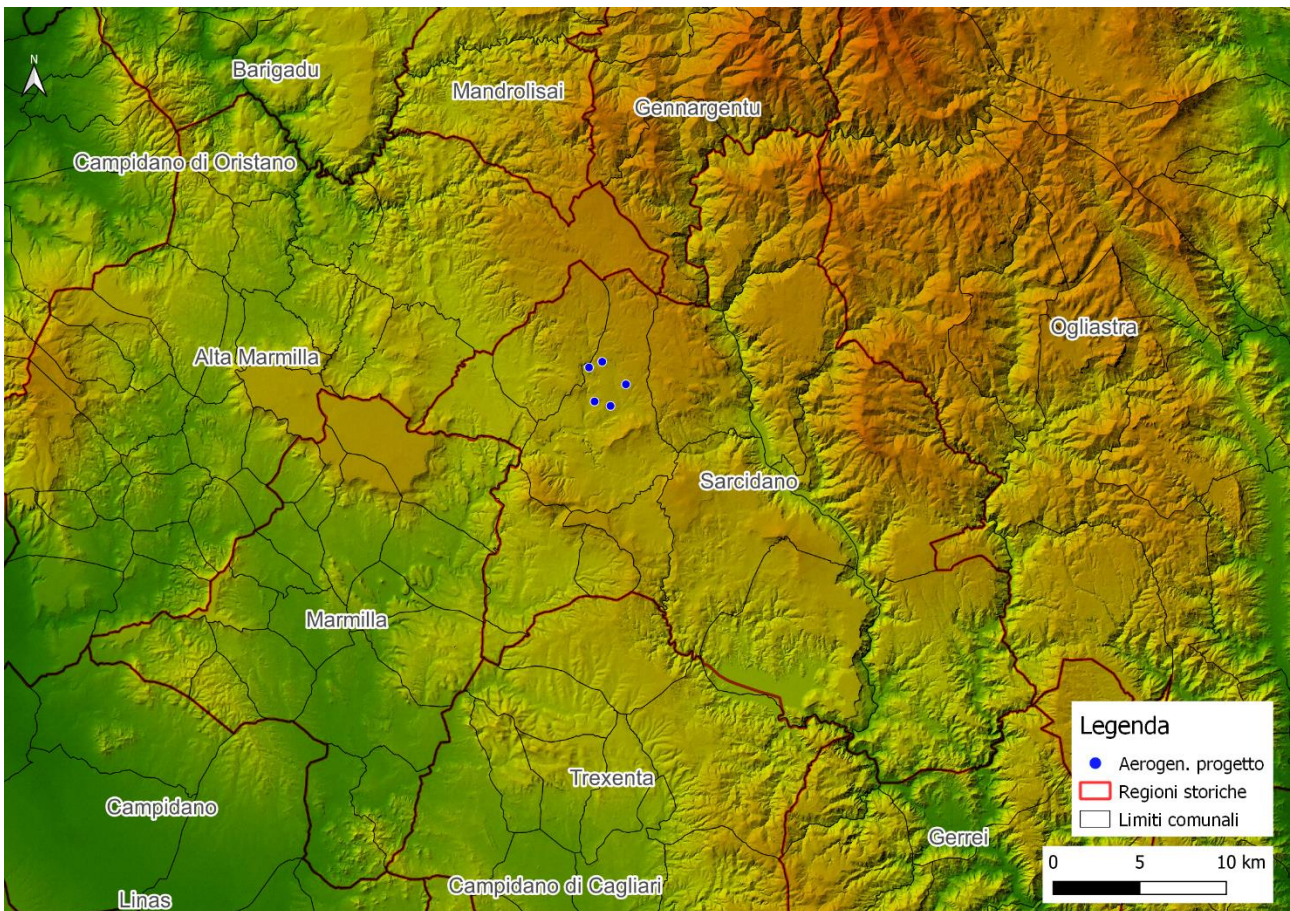 N
Barigadu
Mandrolisai
Gennargentu
Campidano di Oristano
Ogliastra
Alta Marmilla
Sarcidano
Marmilla
Legenda
Aerogen. progetto
Regioni storiche
Limiti comunali
Trexenta
Campidano
Gerrei
0 5 10 km
Campidano di Cagliari
Linas